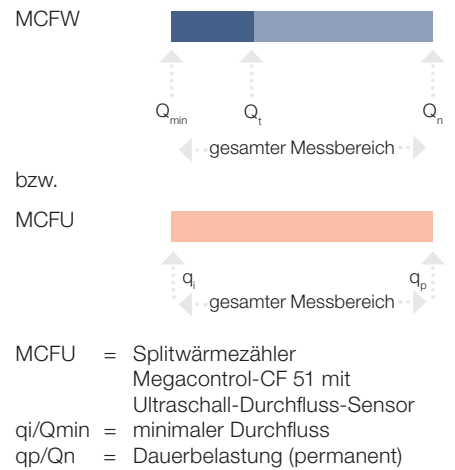 MCFW
Qmin Qt Qn
gesamter Messbereich
bzw.
MCFU
qi qp
gesamter Messbereich
MCFU = Splitwärmezähler
Megacontrol-CF 51 mit
Ultraschall-Durchfluss-Sensor
qi/Qmin = minimaler Durchfluss
qp/Qn = Dauerbelastung (permanent)